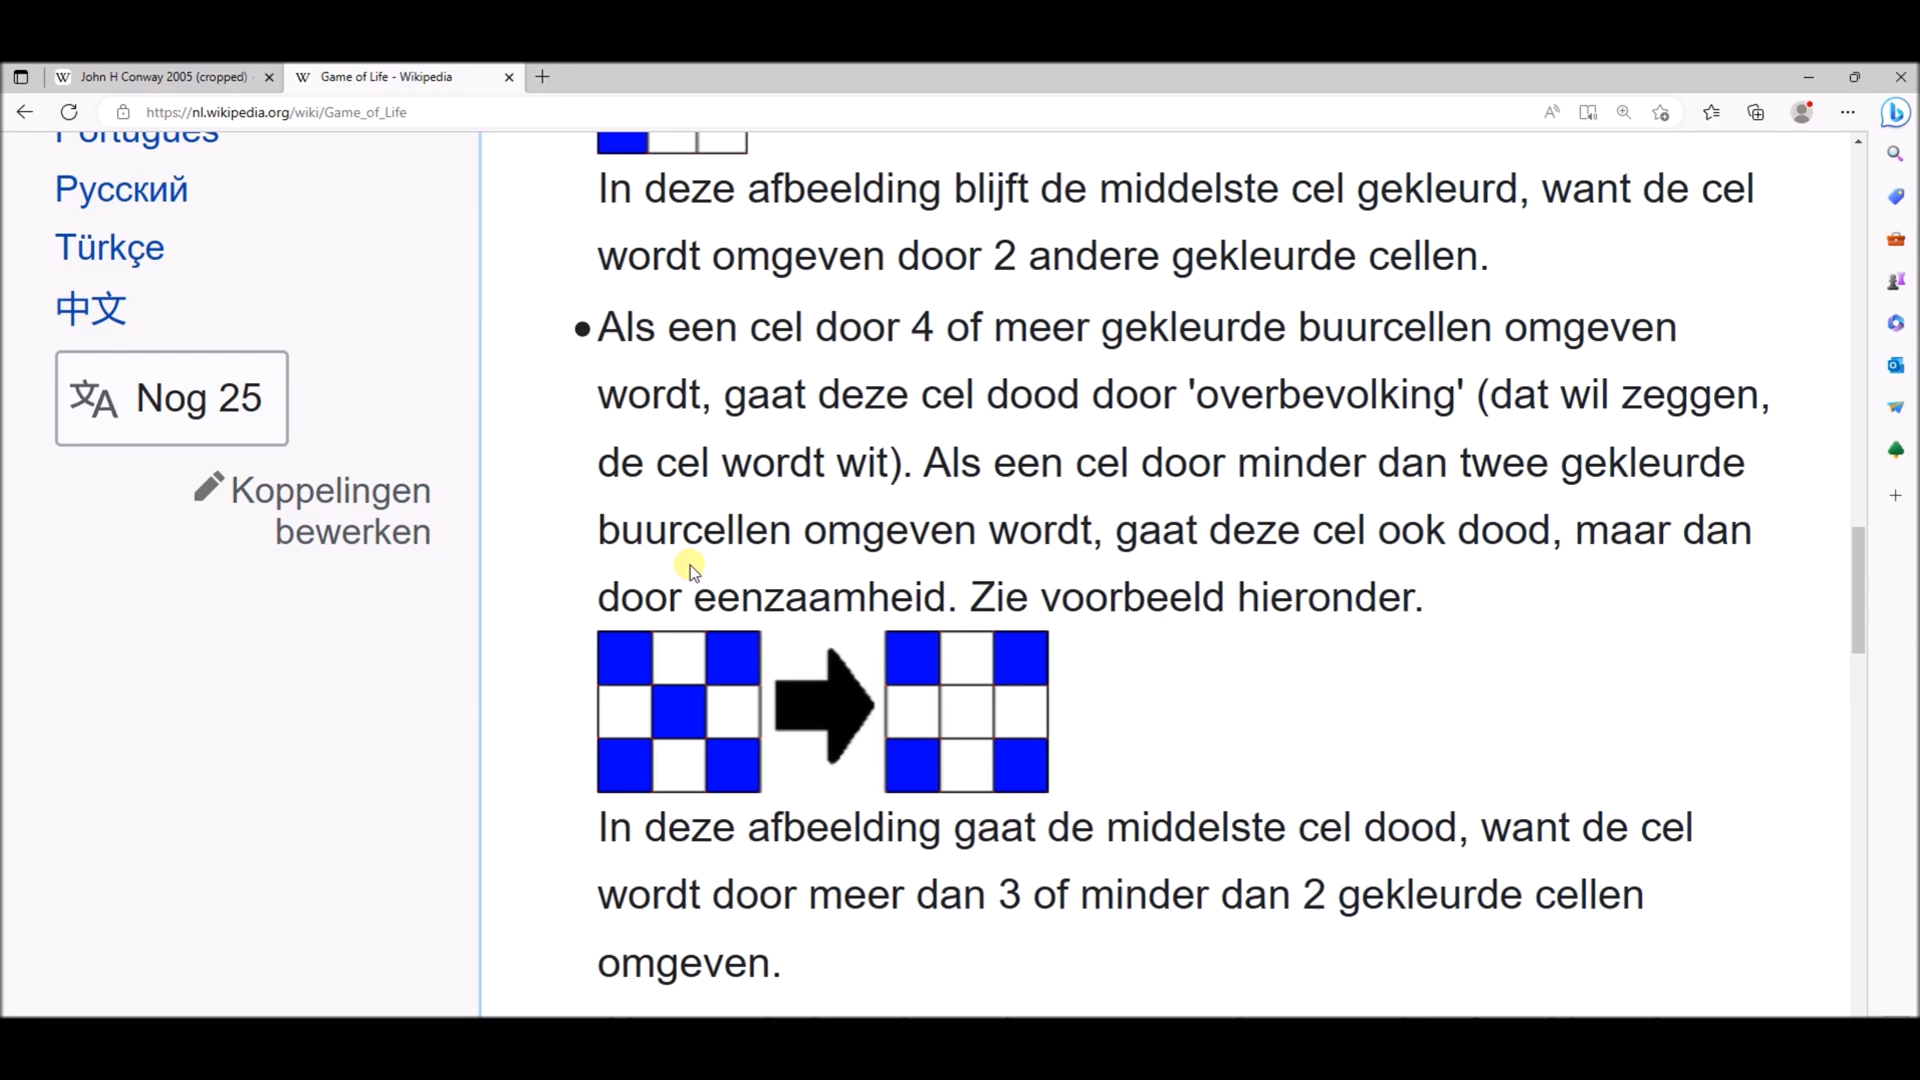 John H Conway 2005 (cropped)
Game of Life - Wikipedia
https://nl.wikipedia.org/wiki/Game_of_Life
Português
Русский
Türkçe
中文
Nog 25
Koppelingen
bewerken
In deze afbeelding blijft de middelste cel gekleurd, want de cel
wordt omgeven door 2 andere gekleurde cellen.
•Als een cel door 4 of meer gekleurde buurcellen omgeven
wordt, gaat deze cel dood door 'overbevolking' (dat wil zeggen,
de cel wordt wit). Als een cel door minder dan twee gekleurde
buurcellen omgeven wordt, gaat deze cel ook dood, maar dan
door eenzaamheid. Zie voorbeeld hieronder.
In deze afbeelding gaat de middelste cel dood, want de cel
wordt door meer dan 3 of minder dan 2 gekleurde cellen
omgeven.